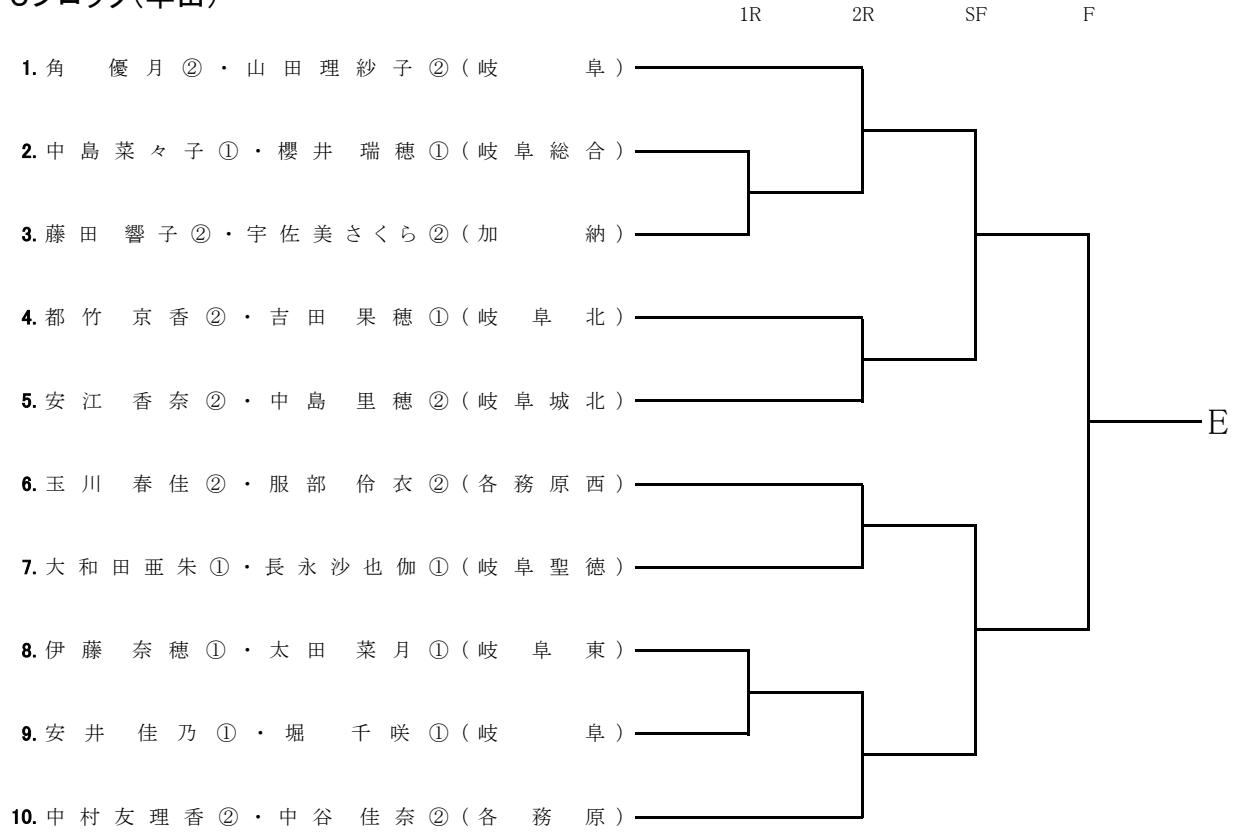 1R 2R SF F
1. 角 優月②・山田理紗子②(岐阜)
2. 中島菜々子①・櫻井 瑞穂①(岐阜総合)
3. 藤田 響子②・宇佐美さくら②(加納)
4. 都竹 京香②・吉田 果穂①(岐阜北)
5. 安江 香奈②・中島 里穂②(岐阜城北)
E
6. 玉川 春佳②・服部 伶衣②(各務原西)
7. 大和田亜朱①・長永沙也伽①(岐阜聖徳)
8. 伊藤 奈穂①・太田 菜月①(岐阜東)
9. 安井 佳乃①・堀 千咲①(岐阜)
10. 中村友理香②・中谷 佳奈②(各務原)